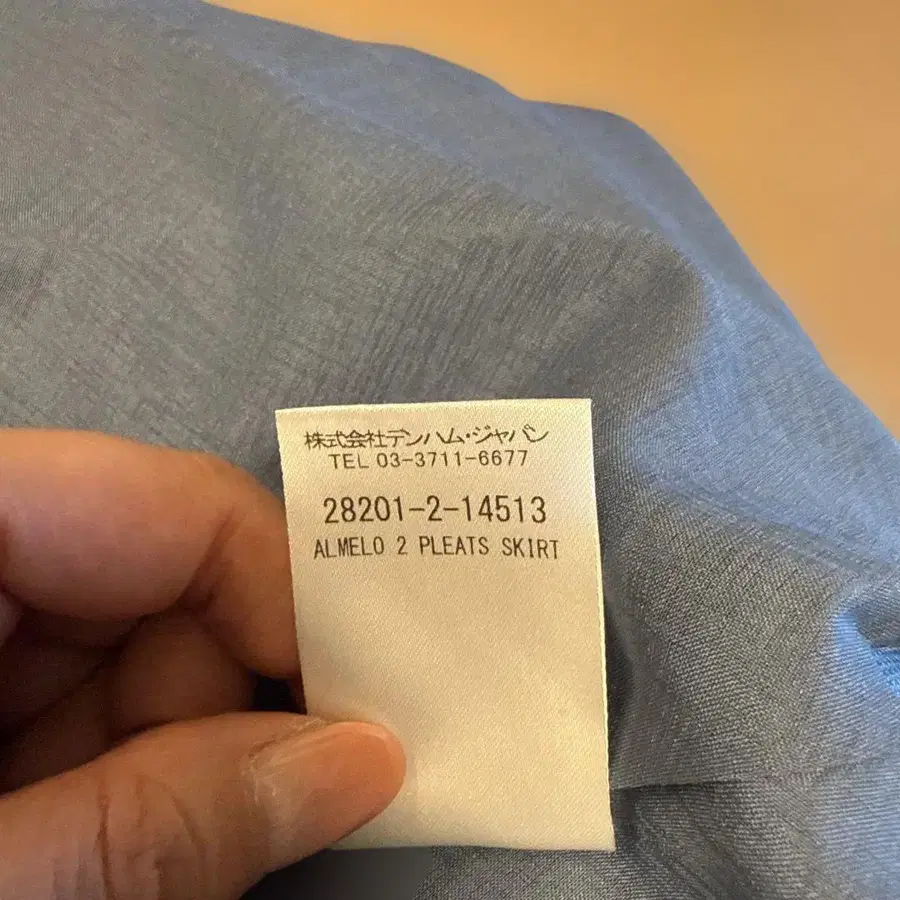 株式会社デンハム・ジャパン
TEL 03-3711-6677
28201-2-14513
ALMELO 2 PLEATS SKIRT